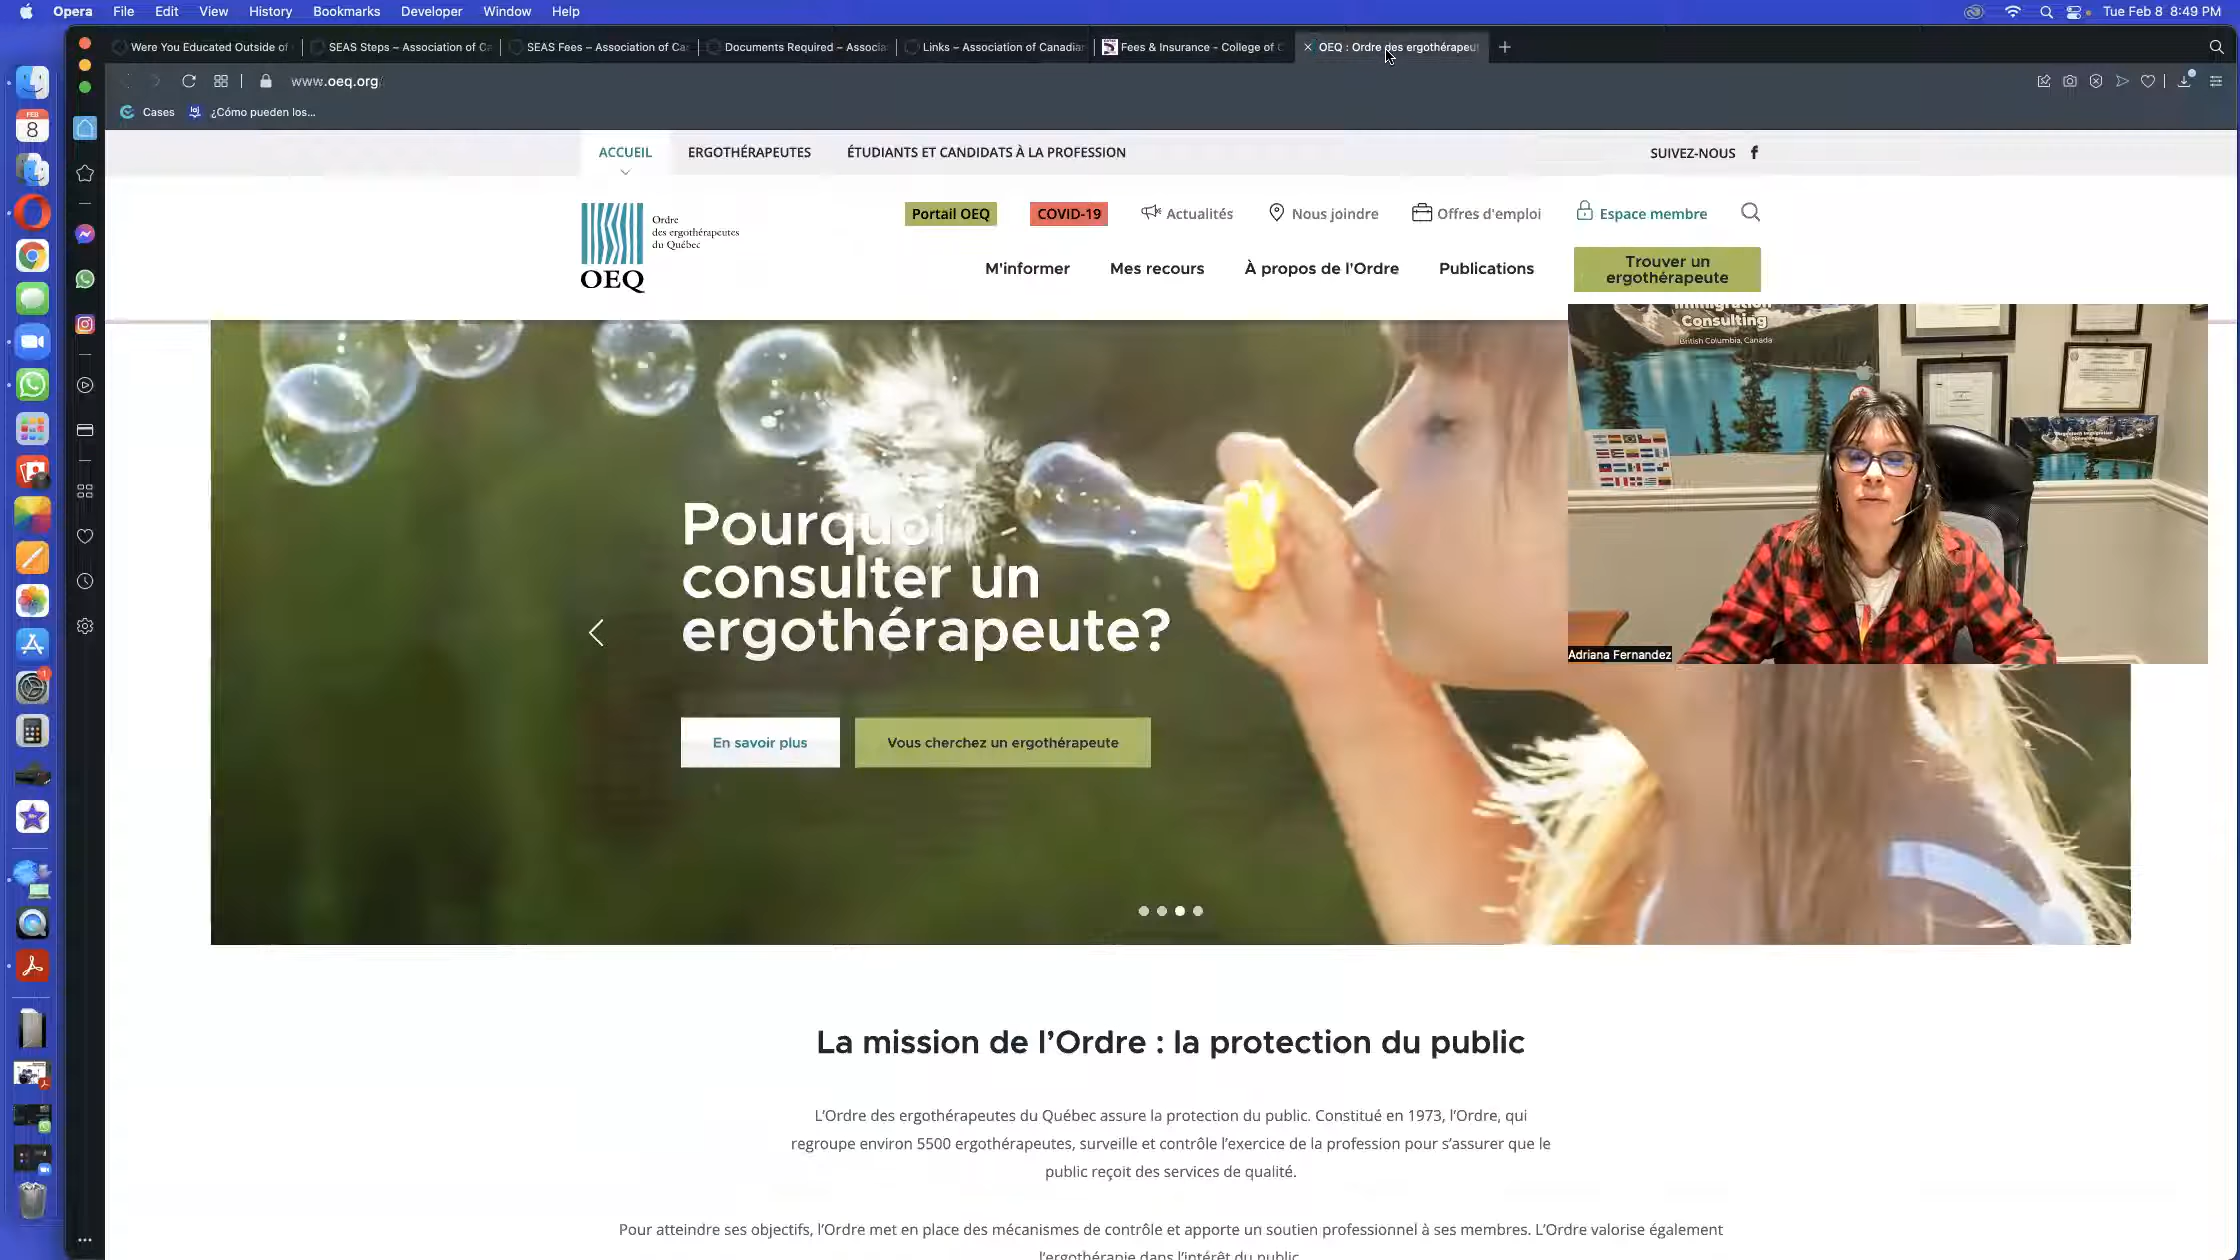 Opera File Edit View History Bookmarks Developer Window Help
Tue Feb 8 8:49 PM
Were You Educated Outside of
SEAS Steps – Association of Ca
SEAS Fees – Association of Ca
Documents Required – Associa
Links – Association of Canadian
Fees & Insurance - College of
OEQ : Ordre des ergothérapeut
www.oeq.org
Cases
¿Cómo pueden los...
FEB
8
ACCUEIL
ERGOTHÉRAPEUTES
ÉTUDIANTS ET CANDIDATS À LA PROFESSION
SUIVEZ-NOUS
Ordre
des ergothérapeutes
du Québec
OEQ
Portail OEQ
COVID-19
Actualités
Nous joindre
Offres d'emploi
Espace membre
M'informer
Mes recours
À propos de l'Ordre
Publications
Trouver un
ergothérapeute
Immigration
Consulting
British Columbia, Canada
Adriana Fernandez
Pourquoi
consulter un
ergothérapeute?
En savoir plus
Vous cherchez un ergothérapeute
La mission de l’Ordre : la protection du public
L’Ordre des ergothérapeutes du Québec assure la protection du public. Constitué en 1973, l’Ordre, qui
regroupe environ 5500 ergothérapeutes, surveille et contrôle l’exercice de la profession pour s’assurer que le
public reçoit des services de qualité.
Pour atteindre ses objectifs, l’Ordre met en place des mécanismes de contrôle et apporte un soutien professionnel à ses membres. L’Ordre valorise également
l’ergothérapie dans l’intérêt du public.